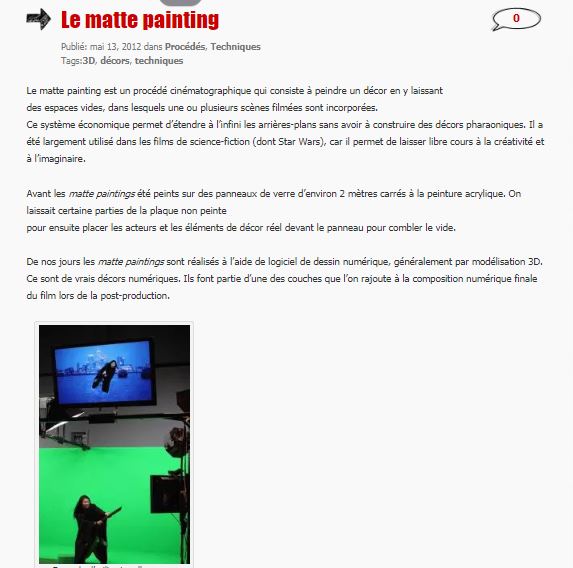 Le matte painting
0
Publié: mai 13, 2012 dans Procédés, Techniques
Tags:3D, décors, techniques
Le matte painting est un procédé cinématographique qui consiste à peindre un décor en y laissant
des espaces vides, dans lesquels une ou plusieurs scènes filmées sont incorporées.
Ce système économique permet d'étendre à l'infini les arrières-plans sans avoir à construire des décors pharaoniques. Il a
été largement utilisé dans les films de science-fiction (dont Star Wars), car il permet de laisser libre cours à la créativité et
à l'imaginaire.
Avant les matte paintings été peints sur des panneaux de verre d'environ 2 mètres carrés à la peinture acrylique. On
laissait certaine parties de la plaque non peinte
pour ensuite placer les acteurs et les éléments de décor réel devant le panneau pour combler le vide.
De nos jours les matte paintings sont réalisés à l'aide de logiciel de dessin numérique, généralement par modélisation 3D.
Ce sont de vrais décors numériques. Ils font partie d'une des couches que l'on rajoute à la composition numérique finale
du film lors de la post-production.